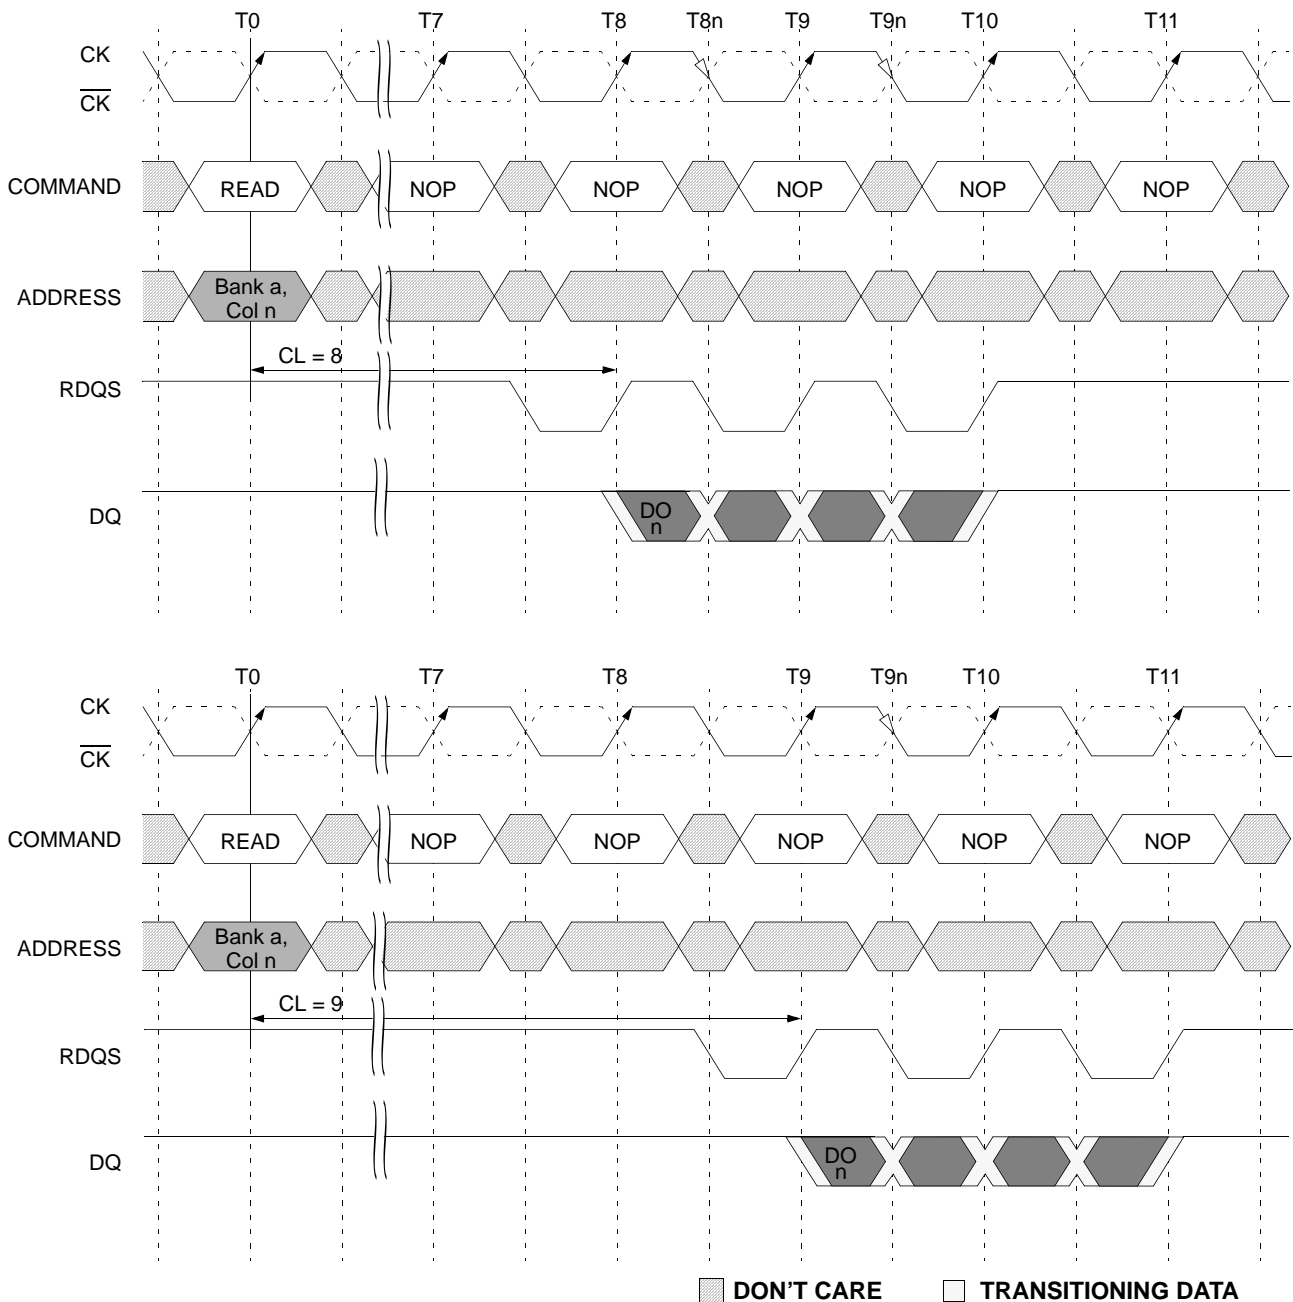 T0 T7 T8 T8n T9 T9n T10 T11
CK
CK
COMMAND READ NOP NOP NOP NOP NOP
ADDRESS Bank a,
Col n
CL = 8
RDQS
DQ DO
n
T0 T7 T8 T9 T9n T10 T11
CK
CK
COMMAND READ NOP NOP NOP NOP NOP
ADDRESS Bank a,
Col n
CL = 9
RDQS
DQ DO
n
DON'T CARE TRANSITIONING DATA